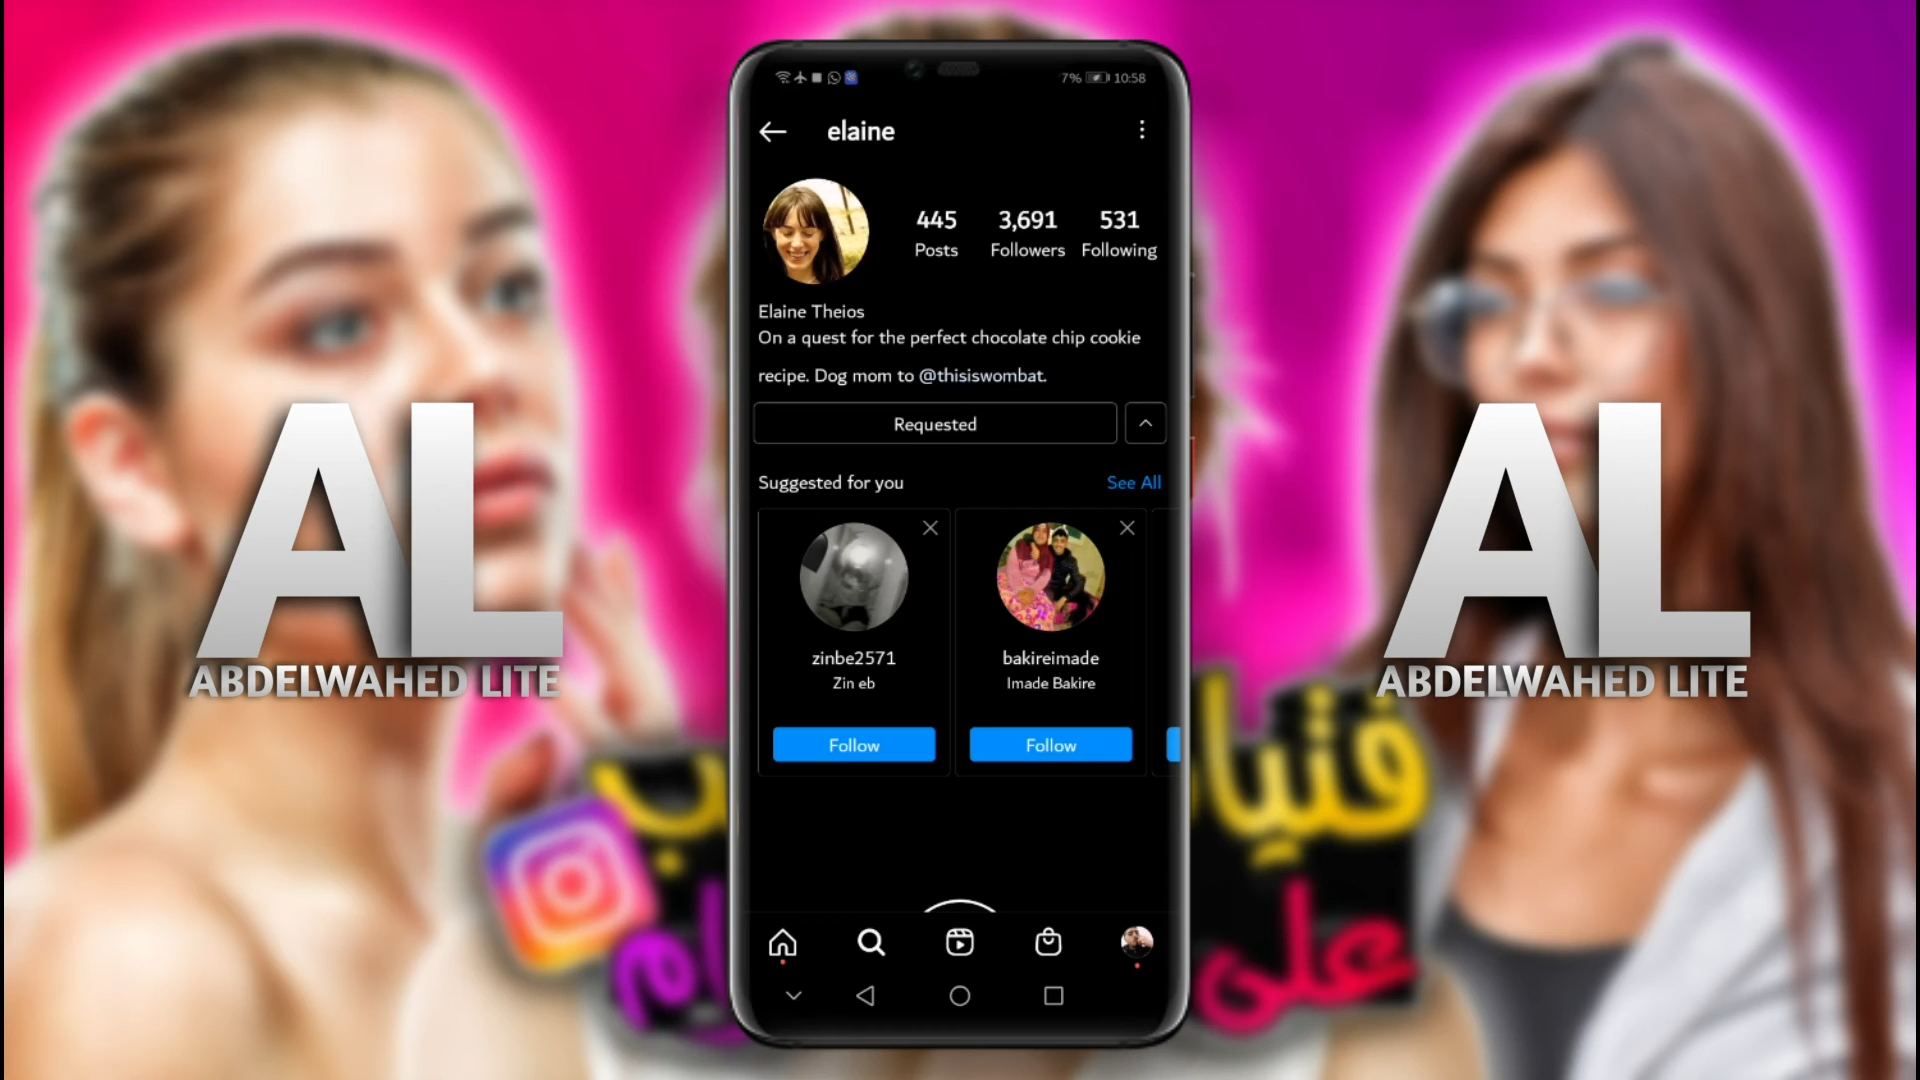 7% 10:58
elaine
445 3,691 531
Posts Followers Following
Elaine Theios
On a quest for the perfect chocolate chip cookie
recipe. Dog mom to @thisiswombat.
Requested
Suggested for you See All
zinbe2571 bakireimade
Zin eb Imade Bakire
Follow Follow
AL
ABDELWAHED LITE
AL
ABDELWAHED LITE
على